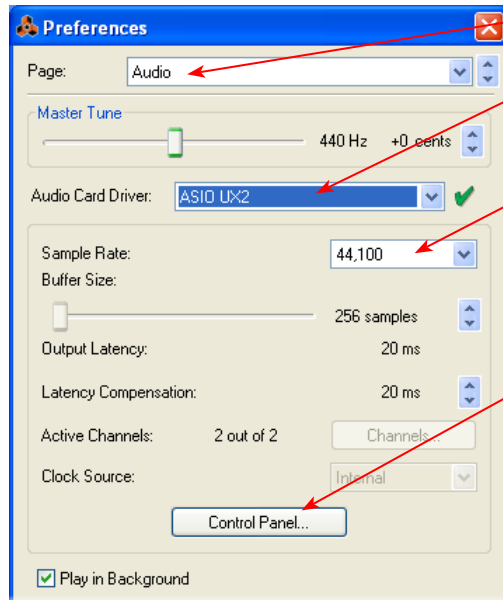 Preferences
Page: Audio
Master Tune
440 Hz +0 cents
Audio Card Driver: ASIO UX2
Sample Rate: 44,100
Buffer Size:
256 samples
Output Latency: 20 ms
Latency Compensation: 20 ms
Active Channels: 2 out of 2 Channels...
Clock Source: Internal
Control Panel...
Play in Background